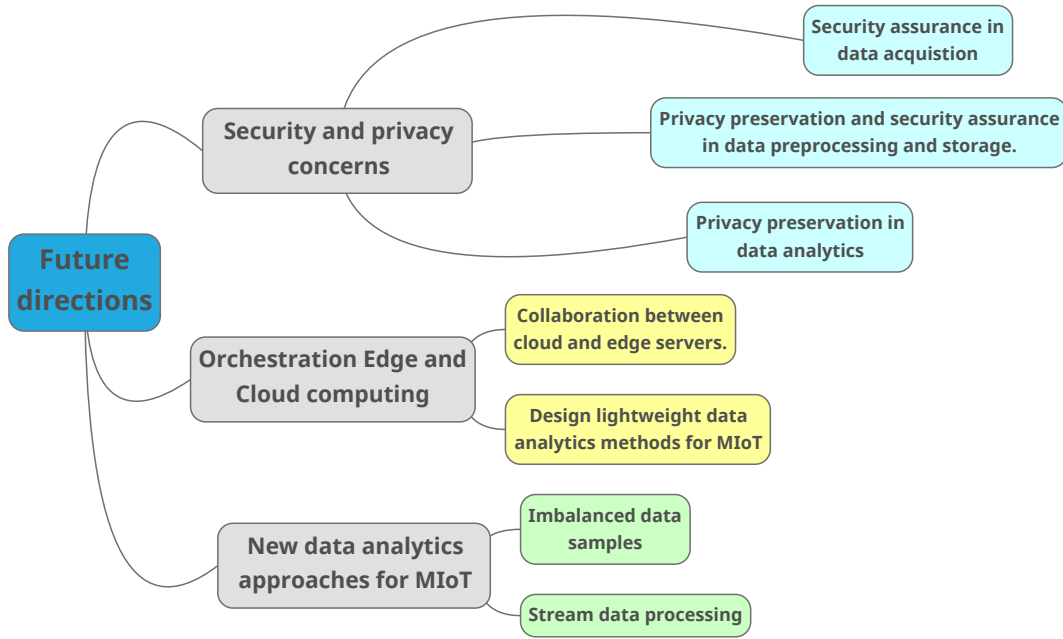 Future
directions
Security and privacy
concerns
Security assurance in
data acquistion
Privacy preservation and security assurance
in data preprocessing and storage.
Privacy preservation in
data analytics
Orchestration Edge and
Cloud computing
Collaboration between
cloud and edge servers.
Design lightweight data
analytics methods for MIoT
New data analytics
approaches for MIoT
Imbalanced data
samples
Stream data processing